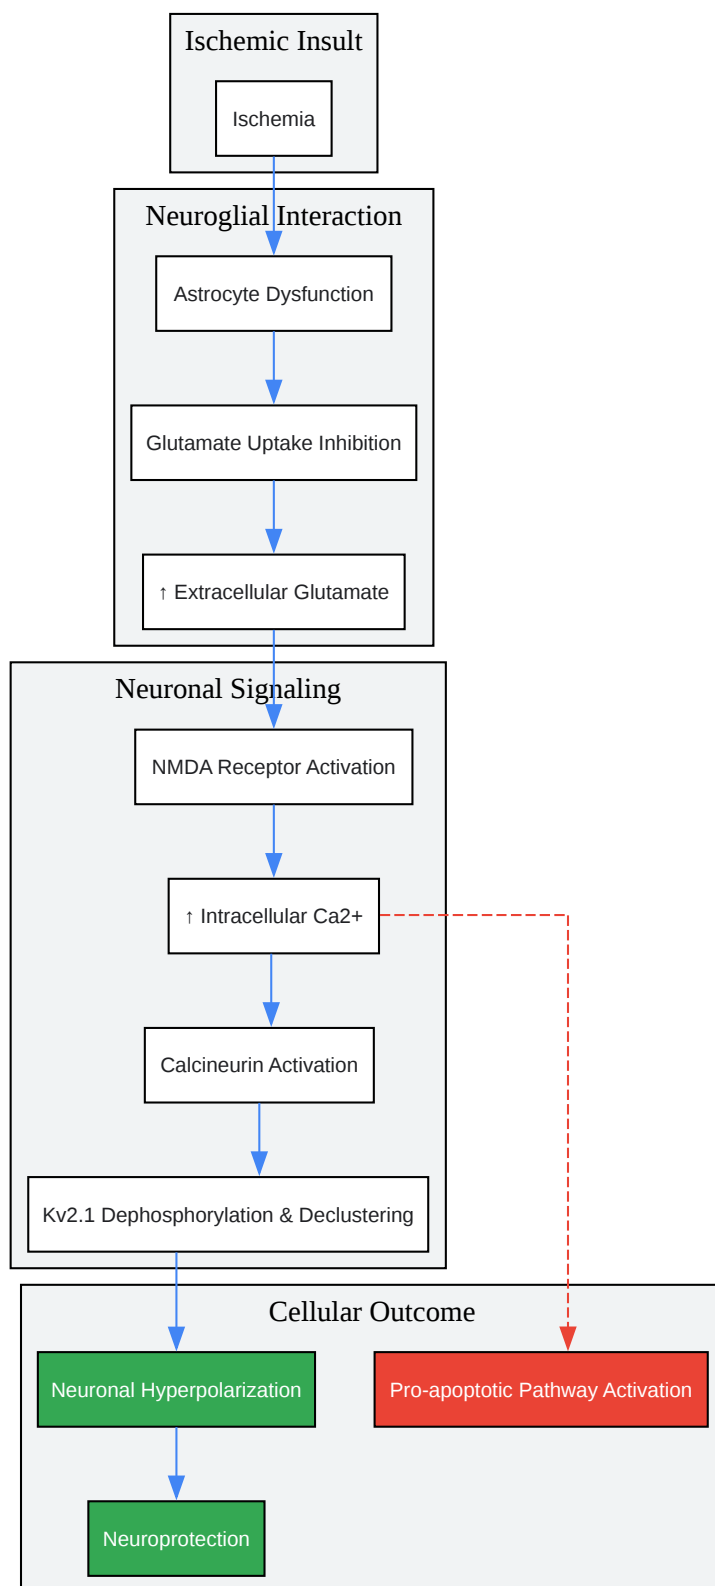 Ischemic Insult
Ischemia
Neuroglial Interaction
Astrocyte Dysfunction
Glutamate Uptake Inhibition
↑ Extracellular Glutamate
Neuronal Signaling
NMDA Receptor Activation
↑ Intracellular Ca2+
Calcineurin Activation
Kv2.1 Dephosphorylation & Declustering
Cellular Outcome
Neuronal Hyperpolarization
Pro-apoptotic Pathway Activation
Neuroprotection